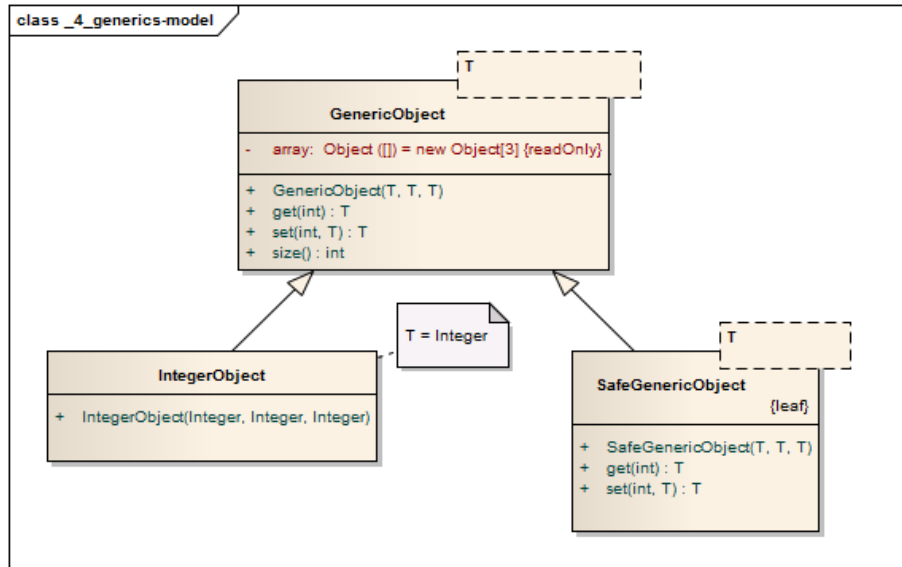 class _4_generics-model
T
GenericObject
- array: Object ([]) = new Object[3] {readOnly}
+ GenericObject(T, T, T)
+ get(int) : T
+ set(int, T) : T
+ size() : int
T = Integer
IntegerObject
+ IntegerObject(Integer, Integer, Integer)
T
SafeGenericObject
{leaf}
+ SafeGenericObject(T, T, T)
+ get(int) : T
+ set(int, T) : T